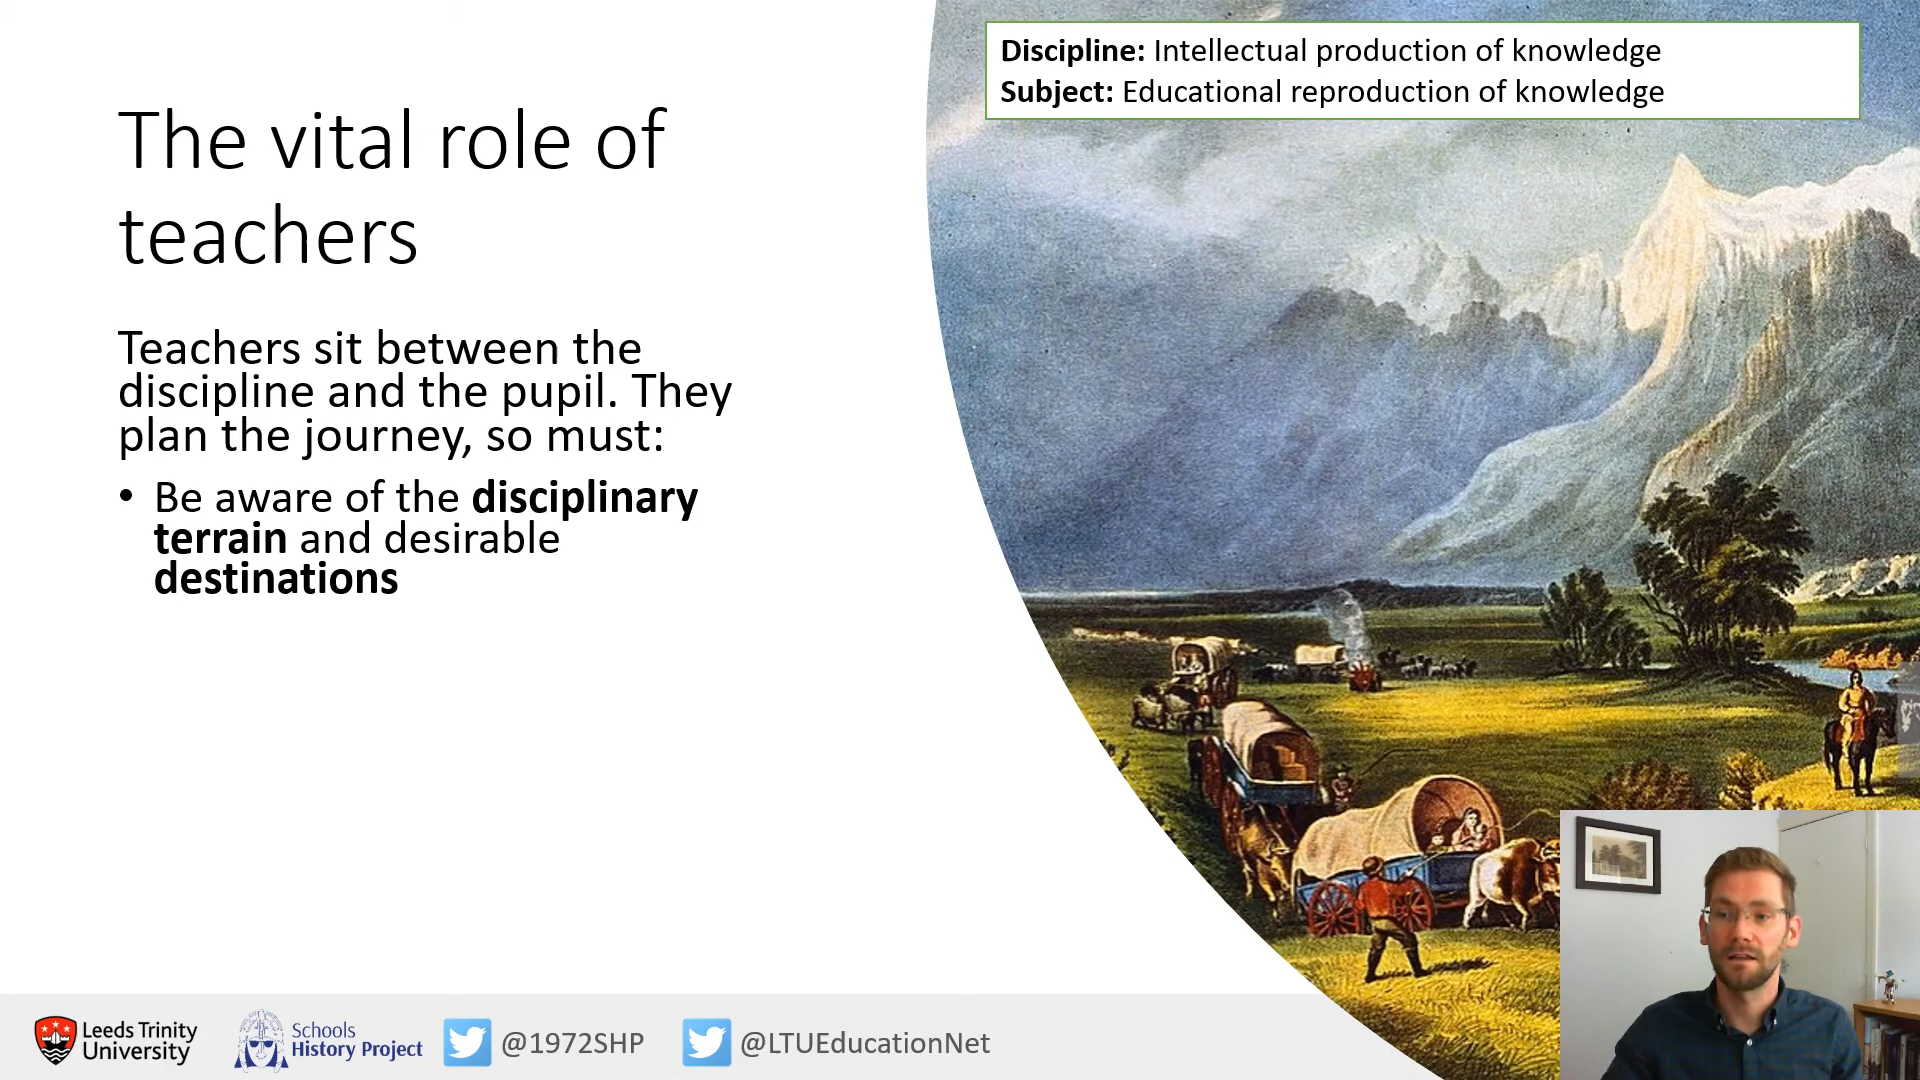 Discipline: Intellectual production of knowledge
Subject: Educational reproduction of knowledge
The vital role of
teachers
Teachers sit between the
discipline and the pupil. They
plan the journey, so must:
• Be aware of the disciplinary
terrain and desirable
destinations
Leeds Trinity
University
Schools
History Project
@1972SHP
@LTUEducationNet